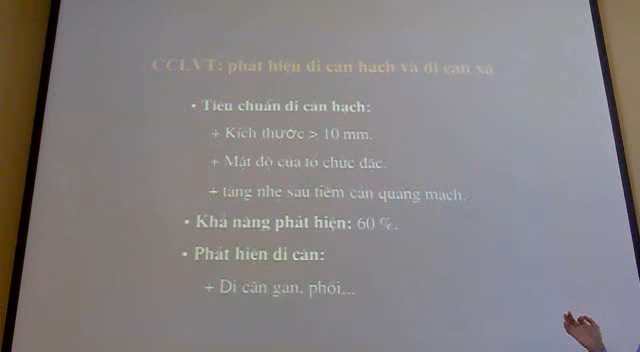 CCLVT: phát hiện di căn hạch và di căn xa
• Tiêu chuẩn di căn hạch:
+ Kích thước > 10 mm.
+ Mật độ của tổ chức đặc.
+ tăng nhẹ sau tiêm cản quang mạch.
• Khả năng phát hiện: 60 %.
• Phát hiện di căn:
+ Di căn gan, phổi...